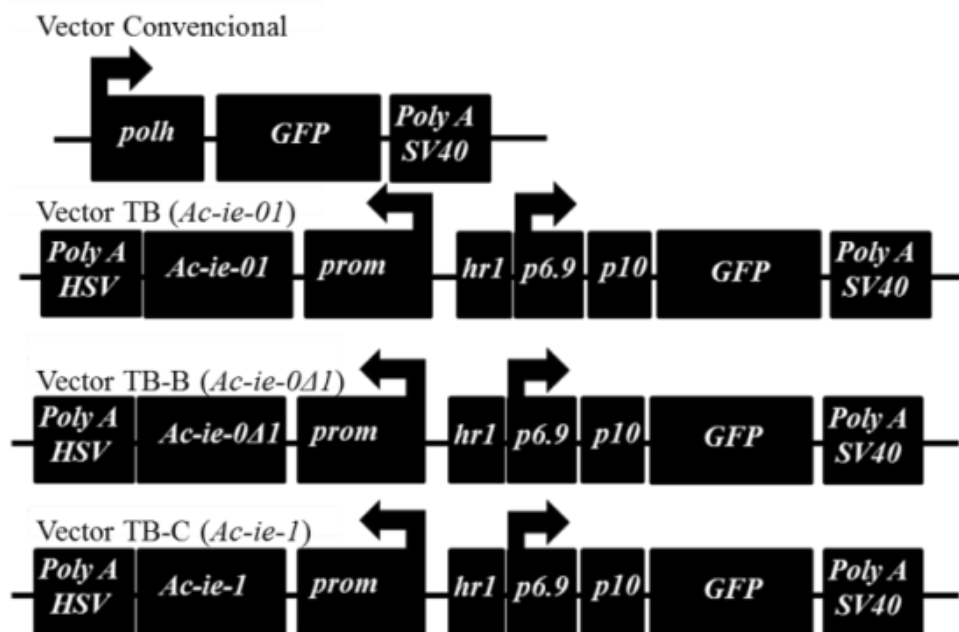 Vector Convencional
polh GFP Poly A SV40
Vector TB (Ac-ie-01)
Poly A HSV Ac-ie-01 prom hr1 p6.9 p10 GFP Poly A SV40
Vector TB-B (Ac-ie-0Δ1)
Poly A HSV Ac-ie-0Δ1 prom hr1 p6.9 p10 GFP Poly A SV40
Vector TB-C (Ac-ie-1)
Poly A HSV Ac-ie-1 prom hr1 p6.9 p10 GFP Poly A SV40